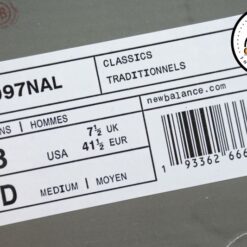 997NAL
CLASSICS
TRADITIONNELS
HOMMES
7½ UK
USA 41½ EUR
newbalance.com
D MEDIUM | MOYEN
1 93362 666